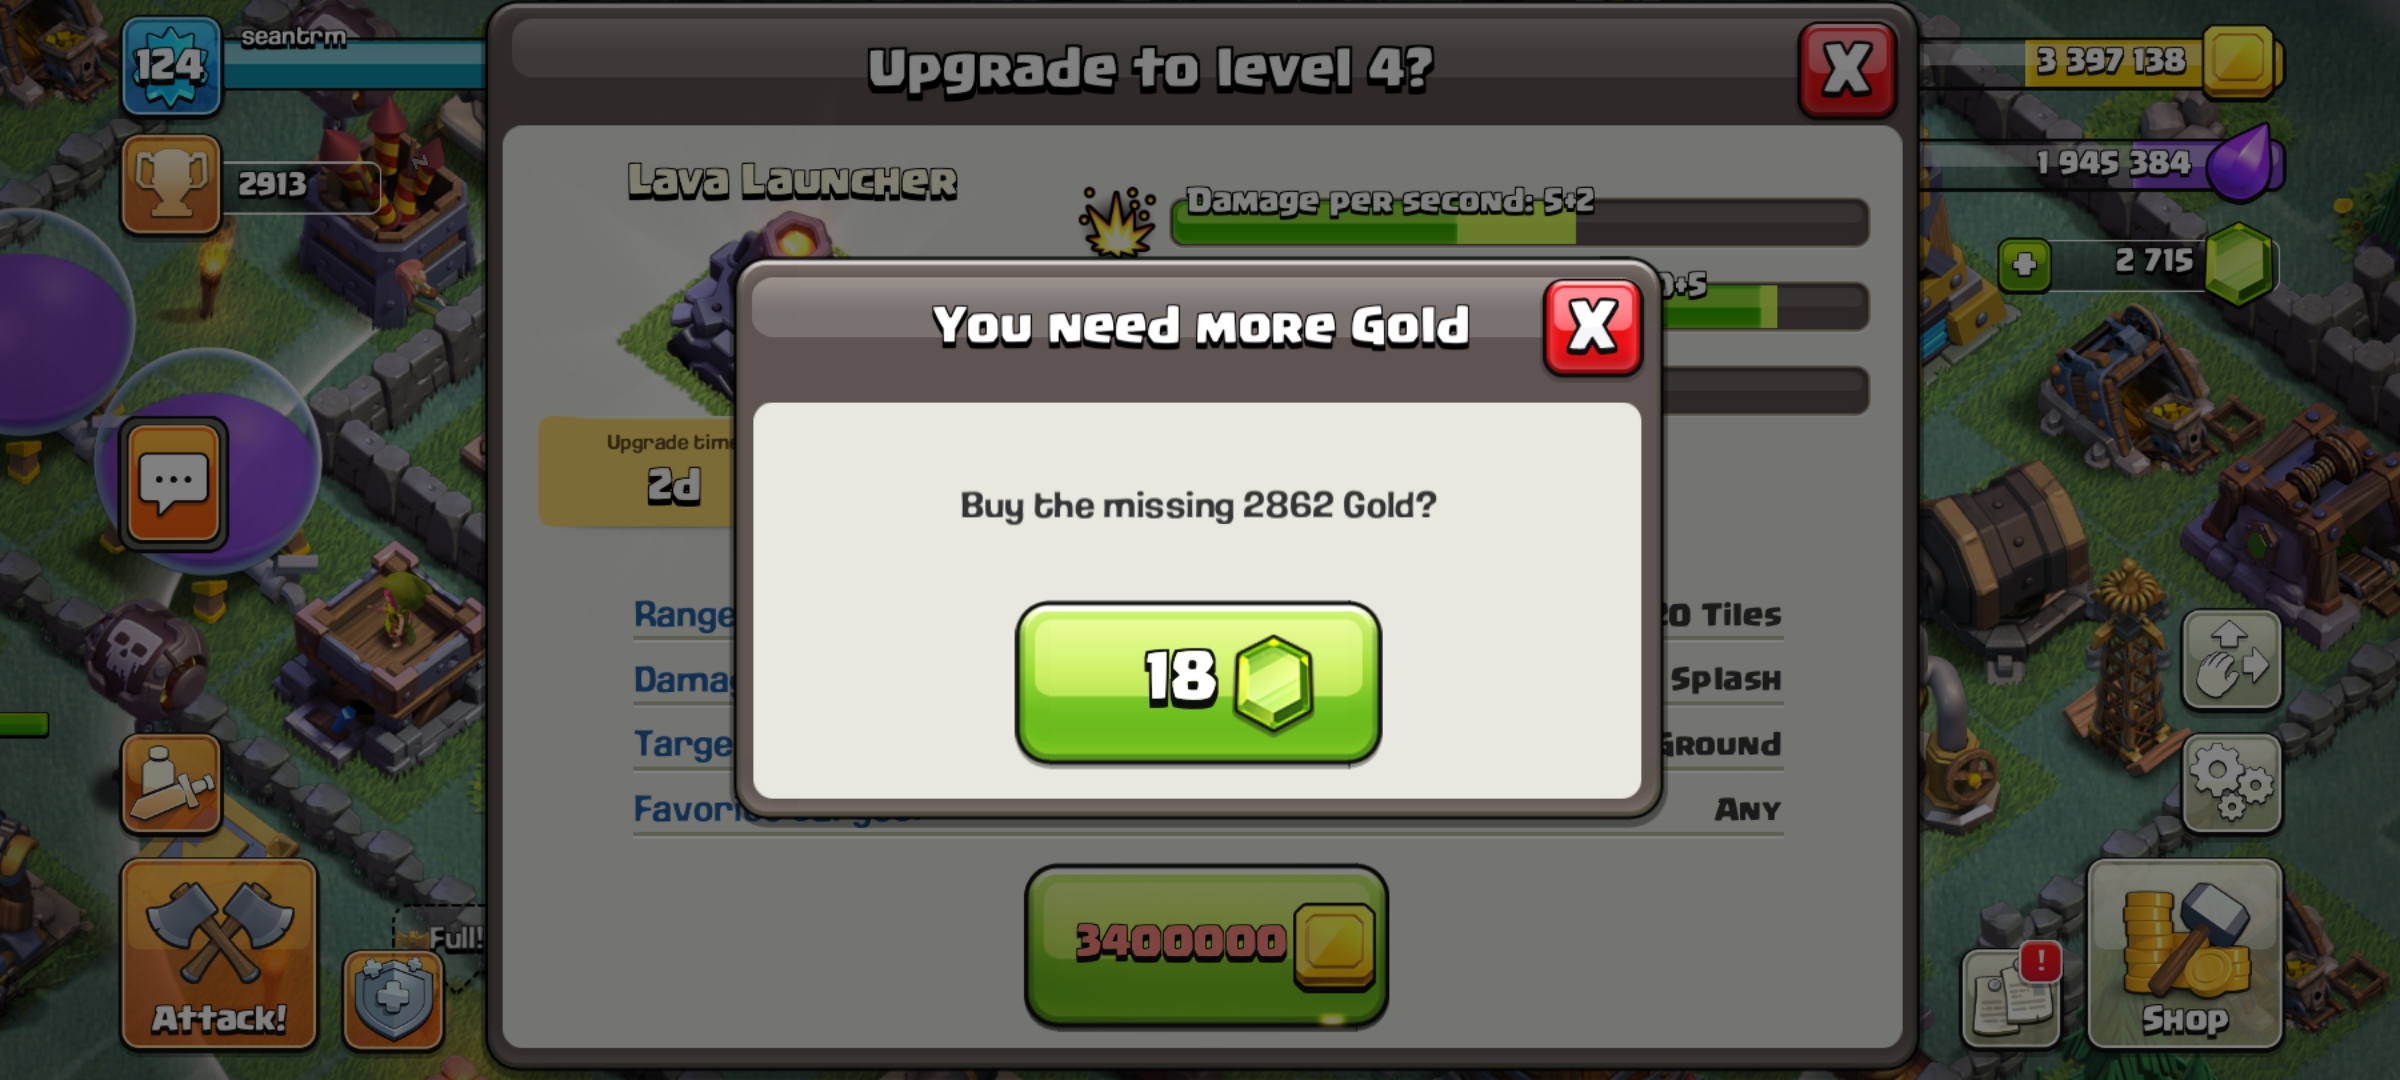 124
seantrm
2913
Upgrade to level 4?
X
3 397 138
1 945 384
2 715
Lava Launcher
Damage per second: 5+2
+5
You need more Gold
X
Upgrade time
2d
Buy the missing 2862 Gold?
18
Range
Tiles
Splash
Ground
Any
3400000
Full!
Attack!
!
Shop